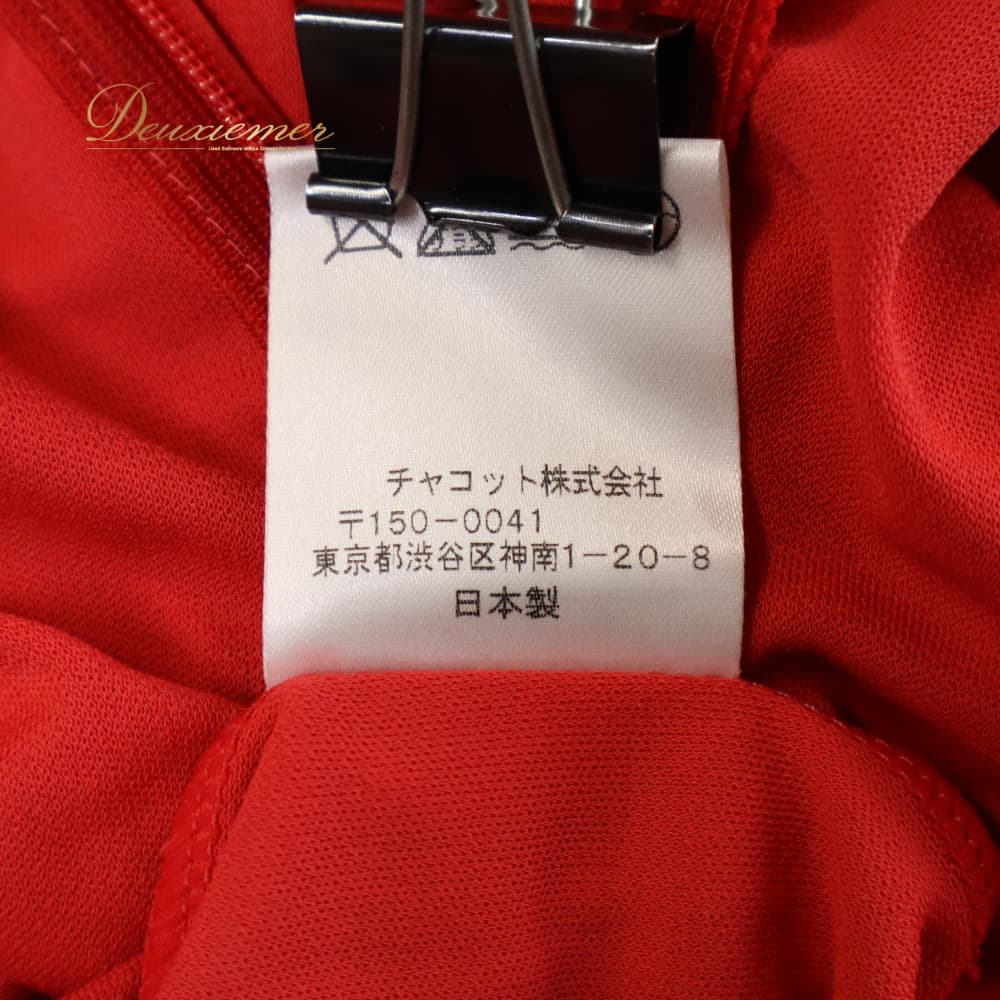 Deuxiemer
チャコット株式会社
〒150-0041
東京都渋谷区神南1-20-8
日本製